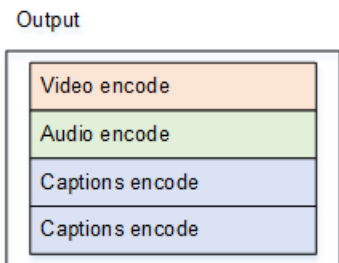 Output
Video encode
Audio encode
Captions encode
Captions encode